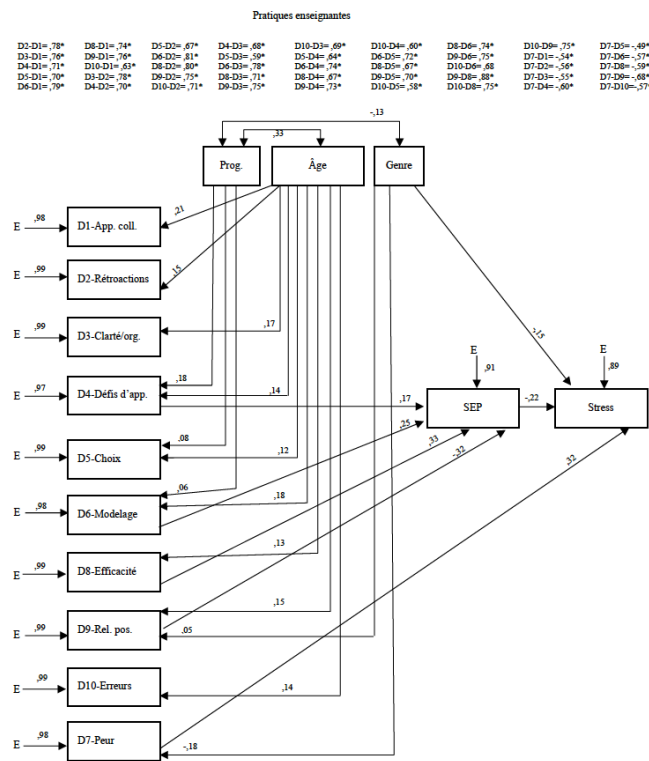 Pratiques enseignantes
D2-D1= ,78* D8-D1= ,74* D5-D2= ,67* D4-D3= ,68* D10-D3= ,69* D10-D4= ,60* D8-D6= ,74* D10-D9= ,75* D7-D5= -,49*
D3-D1= ,76* D9-D1= ,76* D6-D2= ,81* D5-D3= ,59* D5-D4= ,64* D6-D5= ,72* D9-D6= ,75* D7-D1= -,54* D7-D6= -,57*
D4-D1= ,71* D10-D1= ,63* D8-D2= ,80* D6-D3= ,78* D6-D4= ,74* D8-D5= ,67* D10-D6= ,68 D7-D2= -,56* D7-D8= -,59*
D5-D1= ,70* D3-D2= ,78* D9-D2= ,75* D8-D3= ,71* D8-D4= ,67* D9-D5= ,70* D9-D8= ,88* D7-D3= -,55* D7-D9= -,68*
D6-D1= ,79* D4-D2= ,70* D10-D2= ,71* D9-D3= ,75* D9-D4= ,73* D10-D5= ,58* D10-D8= ,75* D7-D4= -,60* D7-D10=-,57*
-,13
,33
Prog. Âge Genre
,21
E ,98 D1-App. coll.
,15
E ,99 D2-Rétroactions
,17
E ,99 D3-Clarté/org.
-,15
E E
,91 ,89
,18
,14
E ,97 D4-Défis d'app.
,17
SEP -,22 Stress
,25
,33
-,32
,32
,08
,12
E ,99 D5-Choix
,06
,18
E ,98 D6-Modelage
,13
E ,99 D8-Efficacité
,15
E ,99 D9-Rel. pos.
,05
E ,99 D10-Erreurs
,14
E ,98 D7-Peur
-,18